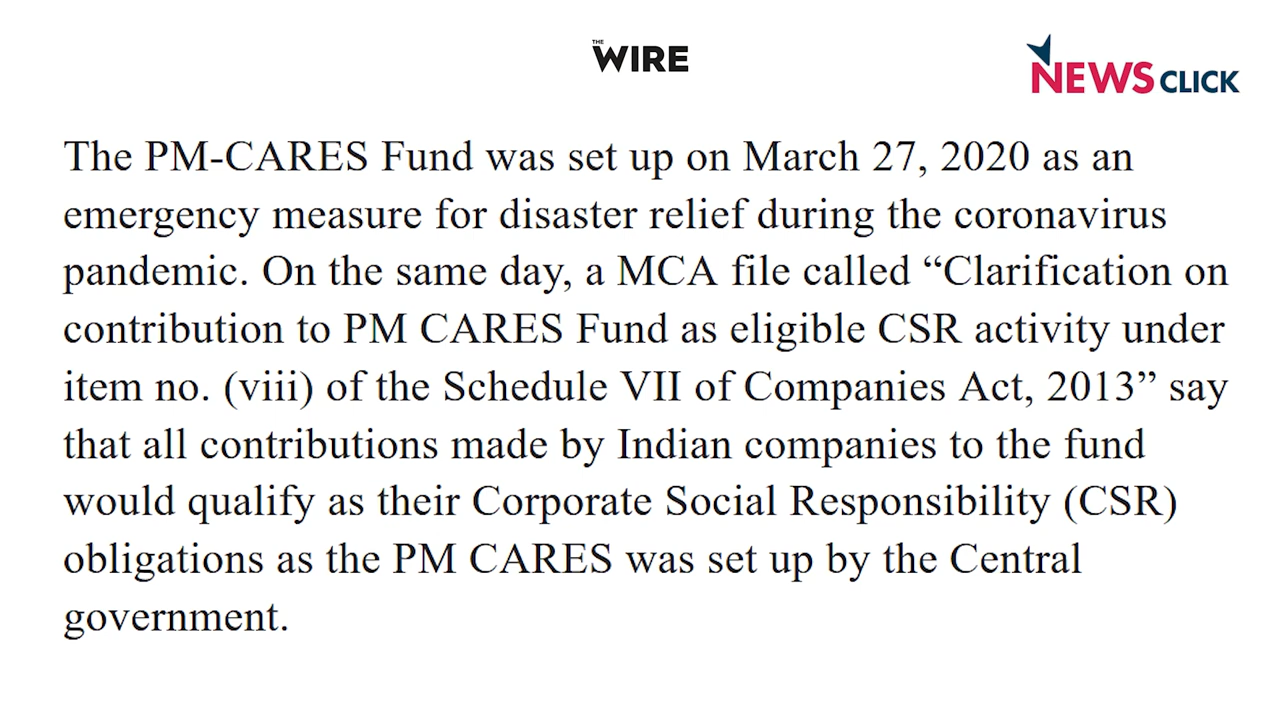 THE
WIRE
NEWSCLICK
The PM-CARES Fund was set up on March 27, 2020 as an
emergency measure for disaster relief during the coronavirus
pandemic. On the same day, a MCA file called “Clarification on
contribution to PM CARES Fund as eligible CSR activity under
item no. (viii) of the Schedule VII of Companies Act, 2013” say
that all contributions made by Indian companies to the fund
would qualify as their Corporate Social Responsibility (CSR)
obligations as the PM CARES was set up by the Central
government.